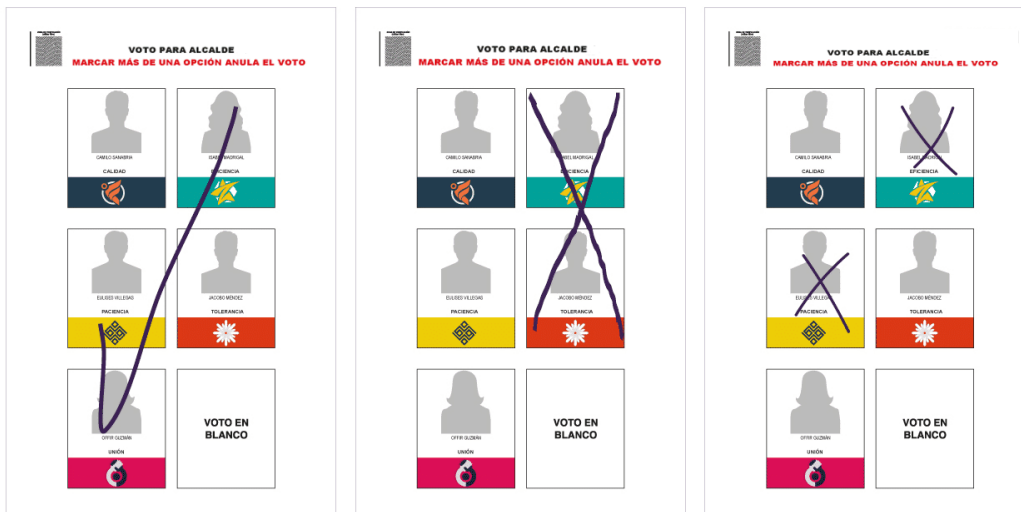 VOTO PARA ALCALDE
MARCAR MÁS DE UNA OPCIÓN ANULA EL VOTO
CAMILO SANABRIA
CALIDAD
ISABEL MADRIGAL
EFICIENCIA
EULISES VILLEGAS
PACIENCIA
JACOBO MÉNDEZ
TOLERANCIA
OFFIR GUZMÁN
UNIÓN
VOTO EN
BLANCO
VOTO PARA ALCALDE
MARCAR MÁS DE UNA OPCIÓN ANULA EL VOTO
CAMILO SANABRIA
CALIDAD
ISABEL MADRIGAL
EFICIENCIA
EULISES VILLEGAS
PACIENCIA
JACOBO MÉNDEZ
TOLERANCIA
OFFIR GUZMÁN
UNIÓN
VOTO EN
BLANCO
VOTO PARA ALCALDE
MARCAR MÁS DE UNA OPCIÓN ANULA EL VOTO
CAMILO SANABRIA
CALIDAD
ISABEL MADRIGAL
EFICIENCIA
EULISES VILLEGAS
PACIENCIA
JACOBO MÉNDEZ
TOLERANCIA
OFFIR GUZMÁN
UNIÓN
VOTO EN
BLANCO